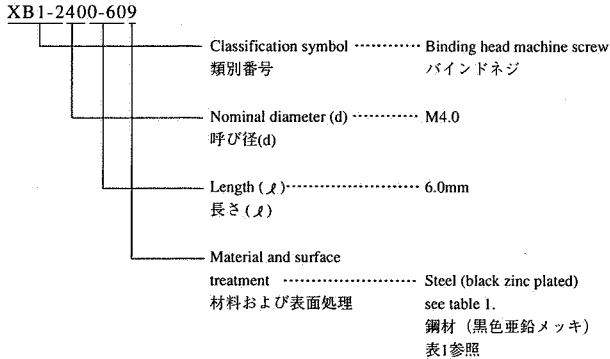 XB1-2400-609
Classification symbol ············ Binding head machine screw
類別番号 バインドネジ
Nominal diameter (d) ············ M4.0
呼び径(d)
Length (ℓ)························ 6.0mm
長さ(ℓ)
Material and surface
treatment ························ Steel (black zinc plated)
材料および表面処理 see table 1.
鋼材（黒色亜鉛メッキ）
表1参照